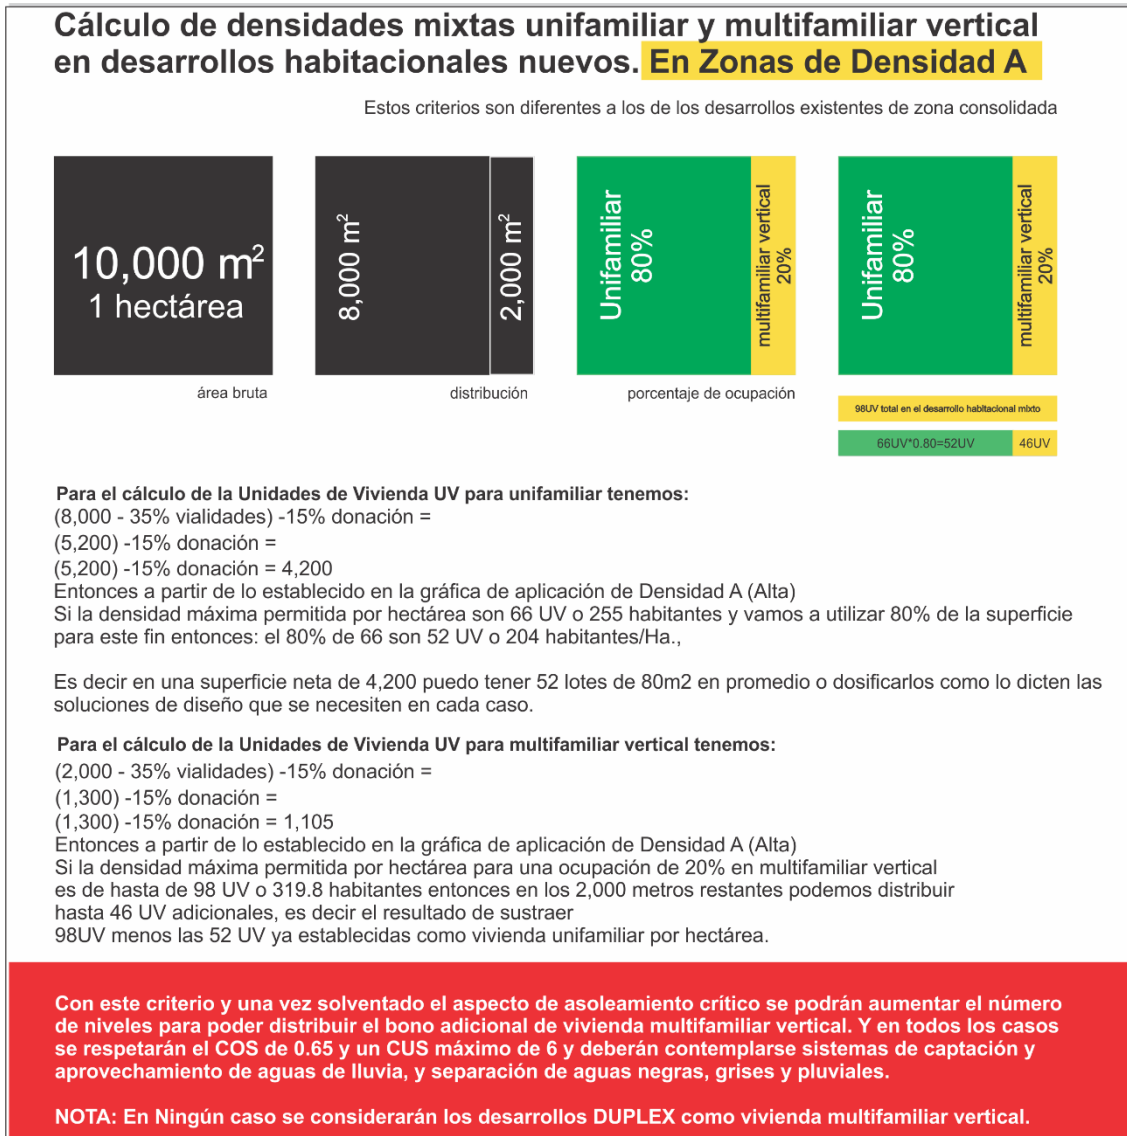 Cálculo de densidades mixtas unifamiliar y multifamiliar vertical
en desarrollos habitacionales nuevos. En Zonas de Densidad A
Estos criterios son diferentes a los de los desarrollos existentes de zona consolidada
10,000 m²
1 hectárea
área bruta
8,000 m²
2,000 m²
distribución
Unifamiliar
80%
multifamiliar vertical
20%
porcentaje de ocupación
Unifamiliar
80%
multifamiliar vertical
20%
98UV total en el desarrollo habitacional mixto
66UV*0.80=52UV
46UV
Para el cálculo de la Unidades de Vivienda UV para unifamiliar tenemos:
(8,000 - 35% vialidades) -15% donación =
(5,200) -15% donación =
(5,200) -15% donación = 4,200
Entonces a partir de lo establecido en la gráfica de aplicación de Densidad A (Alta)
Si la densidad máxima permitida por hectárea son 66 UV o 255 habitantes y vamos a utilizar 80% de la superficie
para este fin entonces: el 80% de 66 son 52 UV o 204 habitantes/Ha.,
Es decir en una superficie neta de 4,200 puedo tener 52 lotes de 80m2 en promedio o dosificarlos como lo dicten las
soluciones de diseño que se necesiten en cada caso.
Para el cálculo de la Unidades de Vivienda UV para multifamiliar vertical tenemos:
(2,000 - 35% vialidades) -15% donación =
(1,300) -15% donación =
(1,300) -15% donación = 1,105
Entonces a partir de lo establecido en la gráfica de aplicación de Densidad A (Alta)
Si la densidad máxima permitida por hectárea para una ocupación de 20% en multifamiliar vertical
es de hasta de 98 UV o 319.8 habitantes entonces en los 2,000 metros restantes podemos distribuir
hasta 46 UV adicionales, es decir el resultado de sustraer
98UV menos las 52 UV ya establecidas como vivienda unifamiliar por hectárea.
Con este criterio y una vez solventado el aspecto de asoleamiento crítico se podrán aumentar el número
de niveles para poder distribuir el bono adicional de vivienda multifamiliar vertical. Y en todos los casos
se respetarán el COS de 0.65 y un CUS máximo de 6 y deberán contemplarse sistemas de captación y
aprovechamiento de aguas de lluvia, y separación de aguas negras, grises y pluviales.
NOTA: En Ningún caso se considerarán los desarrollos DUPLEX como vivienda multifamiliar vertical.